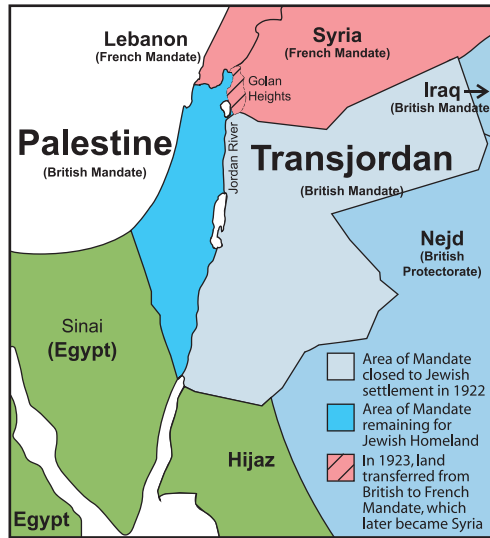 Lebanon
(French Mandate)
Syria
(French Mandate)
Golan
Heights
Iraq
(British Mandate)
Palestine
(British Mandate)
Jordan River
Transjordan
(British Mandate)
Nejd
(British
Protectorate)
Sinai
(Egypt)
Hijaz
Egypt
Area of Mandate
closed to Jewish
settlement in 1922
Area of Mandate
remaining for
Jewish Homeland
In 1923, land
transferred from
British to French
Mandate, which
later became Syria